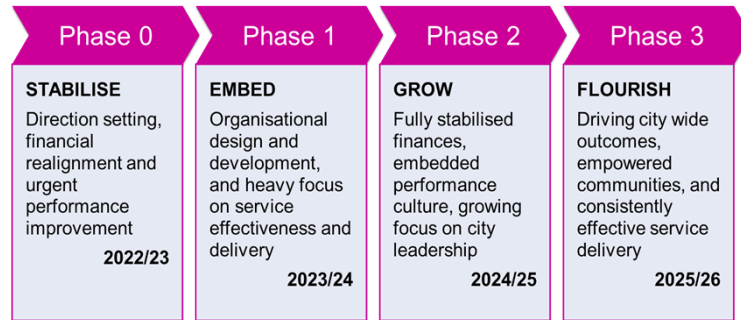 Phase 0
STABILISE
Direction setting,
financial
realignment and
urgent
performance
improvement
2022/23
Phase 1
EMBED
Organisational
design and
development,
and heavy focus
on service
effectiveness and
delivery
2023/24
Phase 2
GROW
Fully stabilised
finances,
embedded
performance
culture, growing
focus on city
leadership
2024/25
Phase 3
FLOURISH
Driving city wide
outcomes,
empowered
communities, and
consistently
effective service
delivery
2025/26